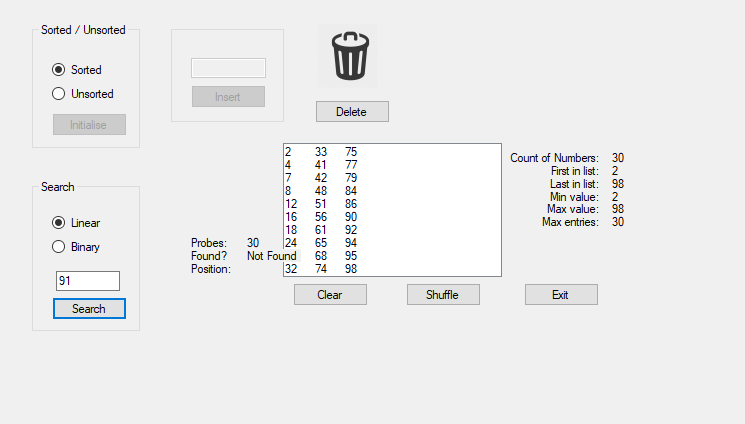 Sorted / Unsorted
Sorted
Unsorted
Initialise
Insert
Delete
Search
Linear
Binary
91
Search
Probes: 30
Found? Not Found
Position:
2 33 75
4 41 77
7 42 79
8 48 84
12 51 86
16 56 90
18 61 92
24 65 94
68 95
32 74 98
Clear
Shuffle
Exit
Count of Numbers: 30
First in list: 2
Last in list: 98
Min value: 2
Max value: 98
Max entries: 30